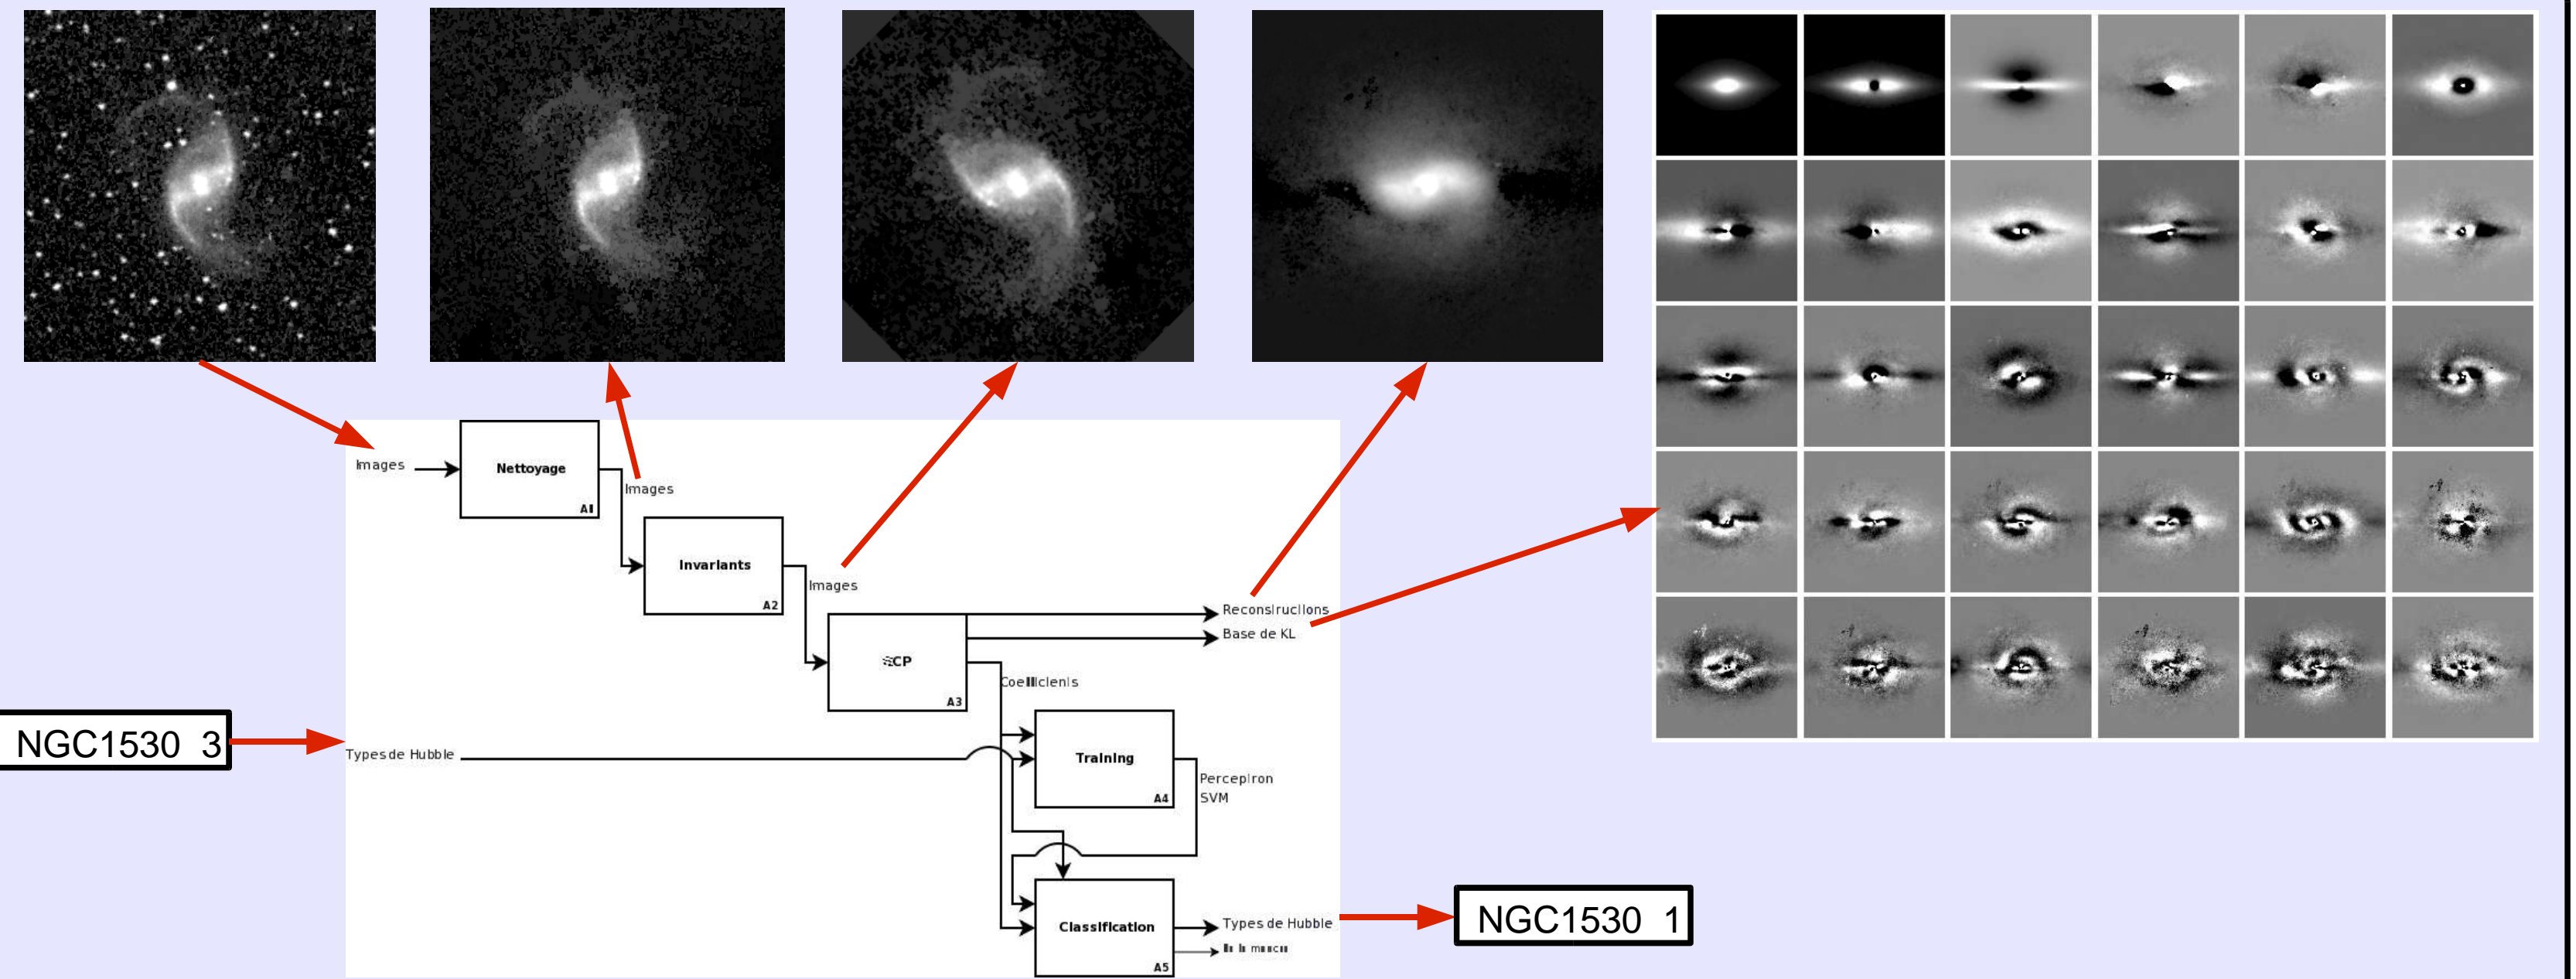 Images
Nettoyage
A1
Images
Invariants
A2
Images
CP
A3
Reconstructions
Base de KL
Coefficients
NGC1530 3
Types de Hubble
Training
A4
Perceptron
SVM
Classification
A5
Types de Hubble
NGC1530 1